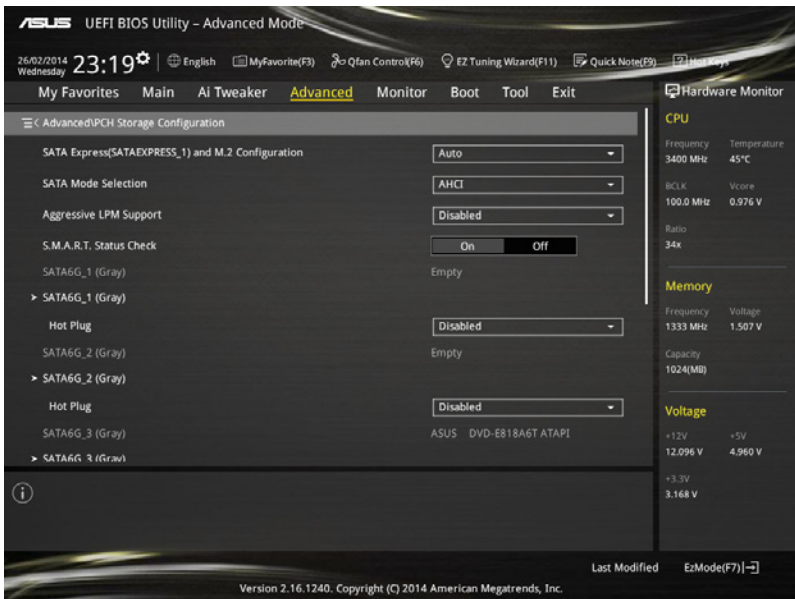 ASUS UEFI BIOS Utility – Advanced Mode
26/02/2014
Wednesday
23:19
English
MyFavorite(F3)
Qfan Control(F6)
EZ Tuning Wizard(F11)
Quick Note(F9)
Hot Keys
My Favorites Main Ai Tweaker Advanced Monitor Boot Tool Exit
Advanced\PCH Storage Configuration
SATA Express(SATAEXPRESS_1) and M.2 Configuration Auto
SATA Mode Selection AHCI
Aggressive LPM Support Disabled
S.M.A.R.T. Status Check On Off
SATA6G_1 (Gray) Empty
> SATA6G_1 (Gray)
Hot Plug Disabled
SATA6G_2 (Gray) Empty
> SATA6G_2 (Gray)
Hot Plug Disabled
SATA6G_3 (Gray) ASUS DVD-E818A6T ATAPI
> SATA6G_3 (Gray)
Hardware Monitor
CPU
Frequency Temperature
3400 MHz 45°C
BCLK Vcore
100.0 MHz 0.976 V
Ratio
34x
Memory
Frequency Voltage
1333 MHz 1.507 V
Capacity
1024(MB)
Voltage
+12V +5V
12.096 V 4.960 V
+3.3V
3.168 V
Last Modified EzMode(F7)
Version 2.16.1240. Copyright (C) 2014 American Megatrends, Inc.